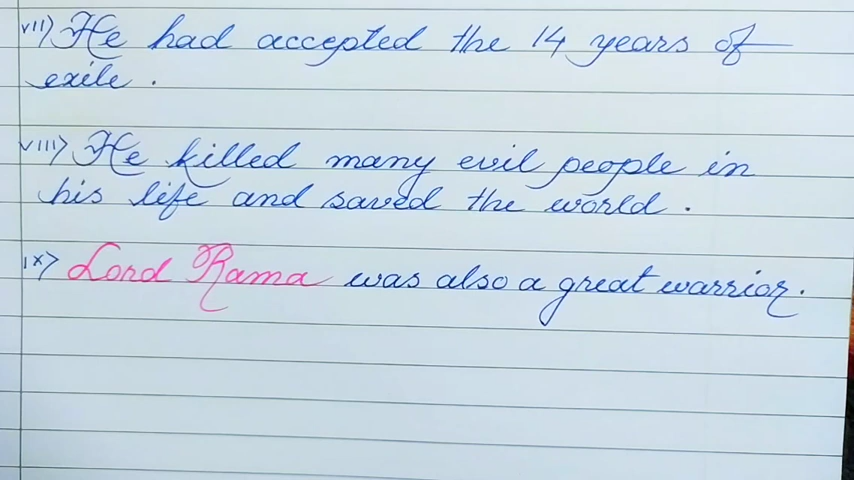 vii) He had accepted the 14 years of
exile .
viii) He killed many evil people in
his life and saved the world .
ix) Lord Rama was also a great warrior.